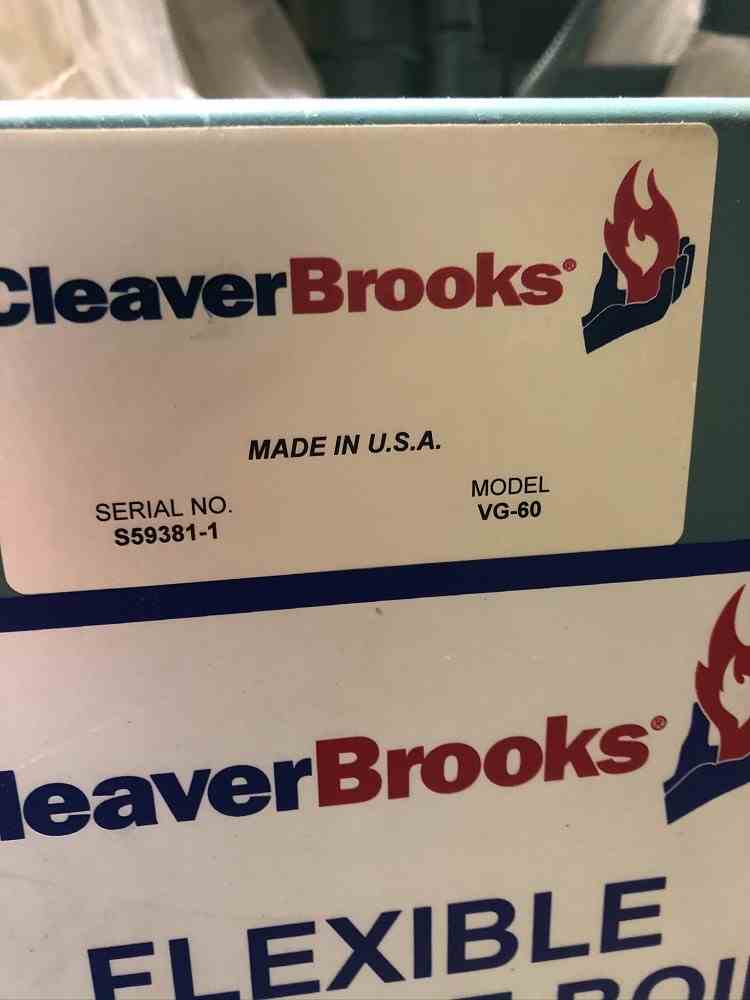 CleaverBrooks®
MADE IN U.S.A.
SERIAL NO.
S59381-1
MODEL
VG-60
leaverBrooks®
FLEXIBLE